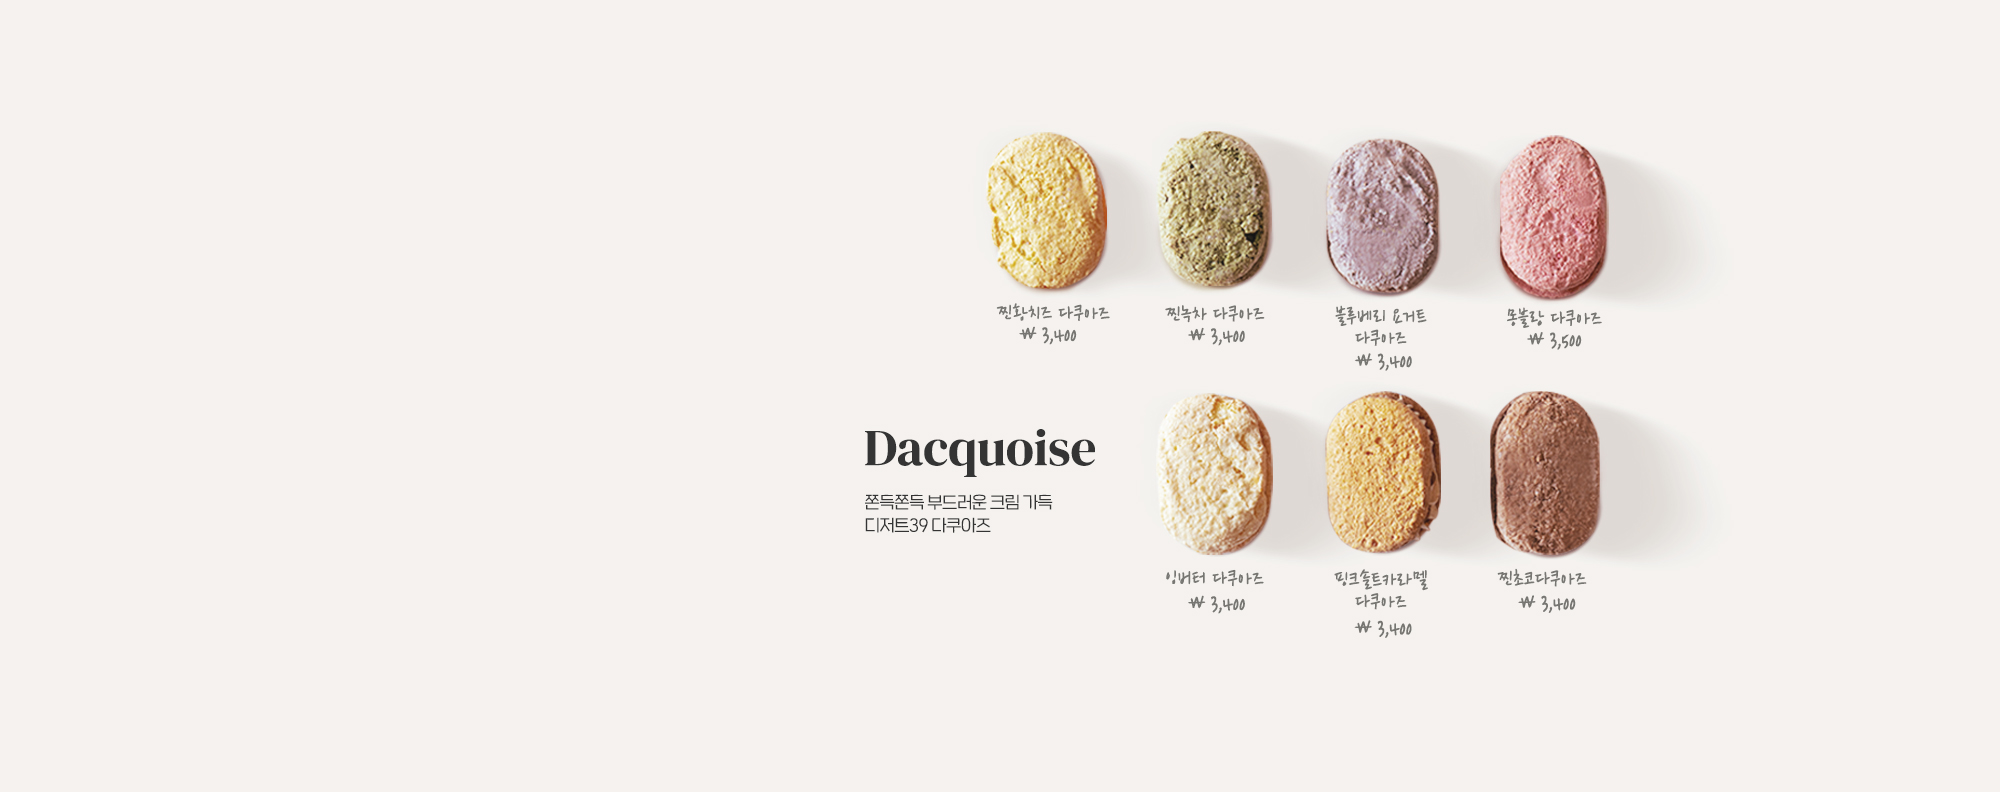 찐황치즈 다쿠아즈
₩ 3,400
찐녹차 다쿠아즈
₩ 3,400
블루베리 요거트
다쿠아즈
₩ 3,400
몽블랑 다쿠아즈
₩ 3,500
Dacquoise
쫀득쫀득 부드러운 크림 가득
디저트39 다쿠아즈
잉버터 다쿠아즈
₩ 3,400
핑크솔트카라멜
다쿠아즈
₩ 3,400
찐초코다쿠아즈
₩ 3,400